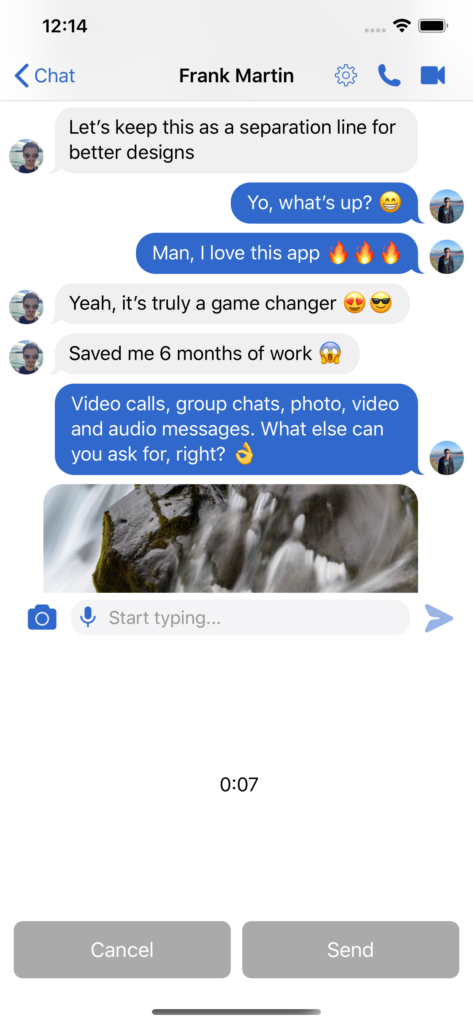 12:14
Chat
Frank Martin
Let’s keep this as a separation line for
better designs
Yo, what’s up? 😁
Man, I love this app 🔥🔥🔥
Yeah, it’s truly a game changer 😍😎
Saved me 6 months of work 😱
Video calls, group chats, photo, video
and audio messages. What else can
you ask for, right? 👌
Start typing...
0:07
Cancel
Send